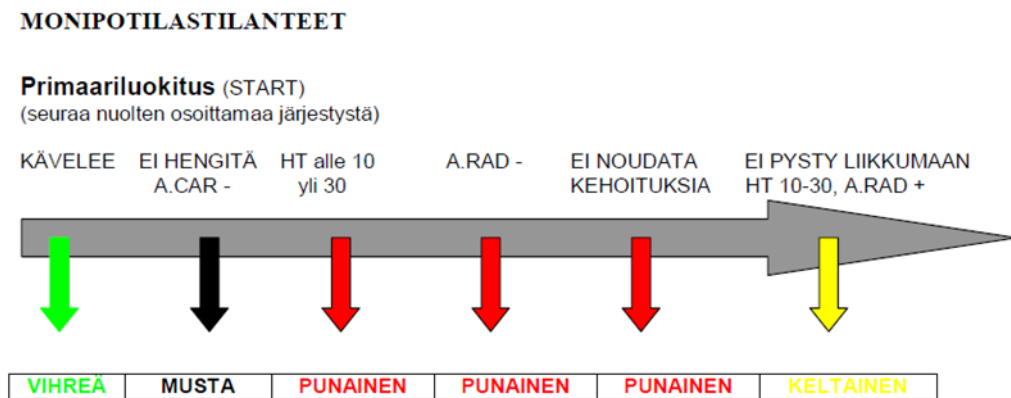 MONIPOTILASTILANTEET
Primaariluokitus (START)
(seuraa nuolten osoittamaa järjestystä)
KÄVELEE EI HENGITÄ HT alle 10 A.RAD - EI NOUDATA EI PYSTY LIIKKUMAAN
A.CAR - yli 30 KEHOITUKSIA HT 10-30, A.RAD +
VIHREÄ MUSTA PUNAINEN PUNAINEN PUNAINEN KELTAINEN